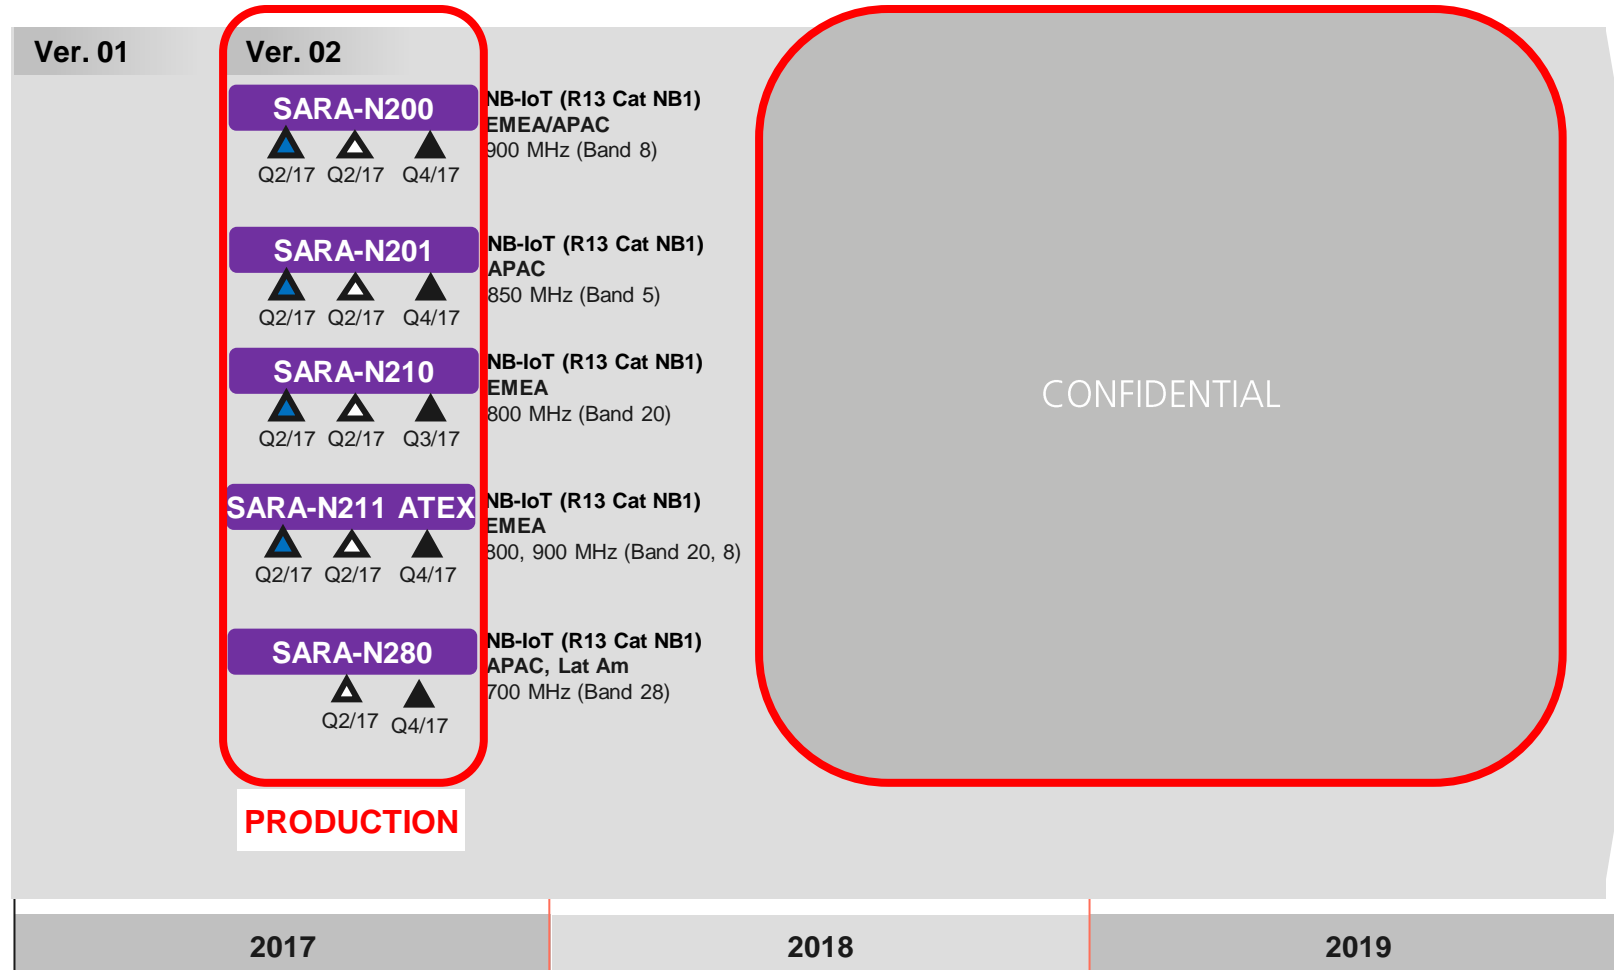 Ver. 01
Ver. 02
SARA-N200
NB-IoT (R13 Cat NB1)
EMEA/APAC
900 MHz (Band 8)
Q2/17 Q2/17 Q4/17
SARA-N201
NB-IoT (R13 Cat NB1)
APAC
850 MHz (Band 5)
Q2/17 Q2/17 Q4/17
SARA-N210
NB-IoT (R13 Cat NB1)
EMEA
800 MHz (Band 20)
Q2/17 Q2/17 Q3/17
SARA-N211 ATEX
NB-IoT (R13 Cat NB1)
EMEA
800, 900 MHz (Band 20, 8)
Q2/17 Q2/17 Q4/17
SARA-N280
NB-IoT (R13 Cat NB1)
APAC, Lat Am
700 MHz (Band 28)
Q2/17 Q4/17
CONFIDENTIAL
PRODUCTION
2017
2018
2019